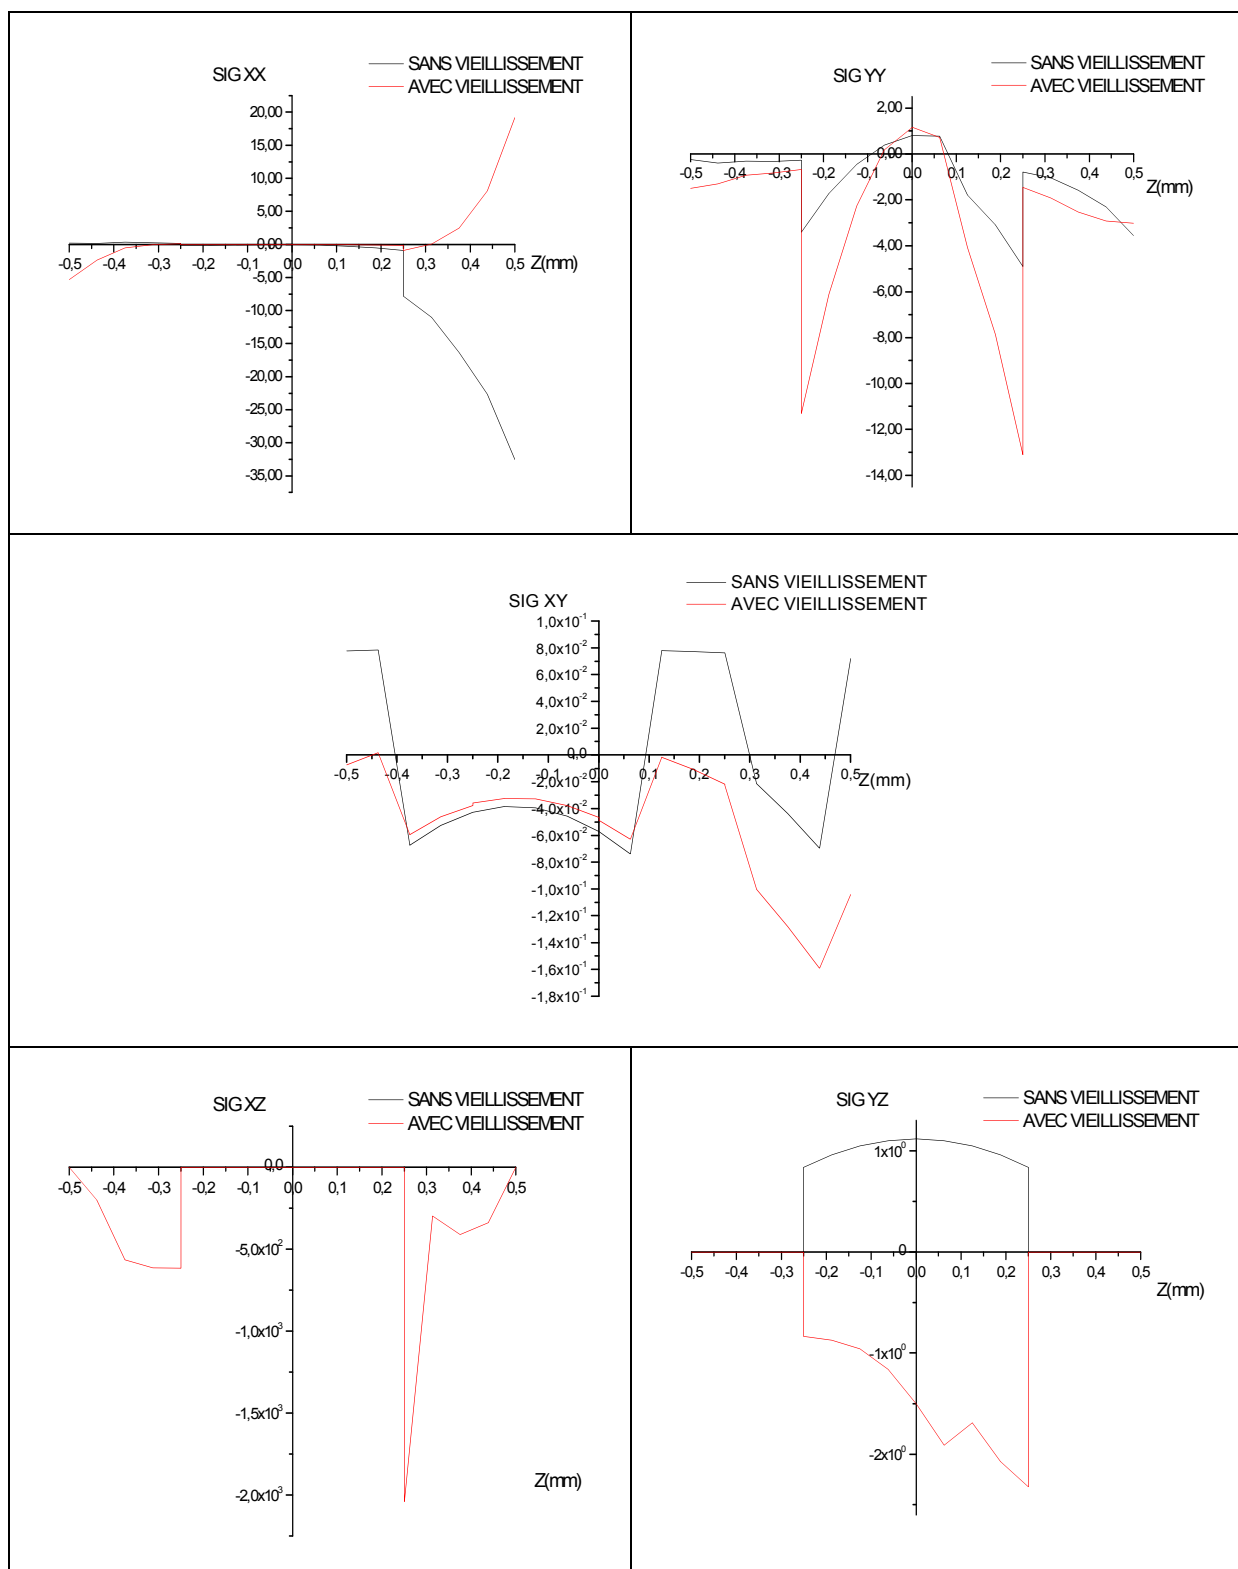 SIG XX
SANS VIEILLISSEMENT
AVEC VIEILLISSEMENT
20,00
15,00
10,00
5,00
0,00
-5,00
-10,00
-15,00
-20,00
-25,00
-30,00
-35,00
-0,5 -0,4 -0,3 -0,2 -0,1 0,0 0,1 0,2 0,3 0,4 0,5
Z(mm)
SIG YY
SANS VIEILLISSEMENT
AVEC VIEILLISSEMENT
2,00
0,00
-2,00
-4,00
-6,00
-8,00
-10,00
-12,00
-14,00
-0,5 -0,4 -0,3 -0,2 -0,1 0,0 0,1 0,2 0,3 0,4 0,5
Z(mm)
SIG XY
SANS VIEILLISSEMENT
AVEC VIEILLISSEMENT
1,0x10⁻¹
8,0x10⁻²
6,0x10⁻²
4,0x10⁻²
2,0x10⁻²
0,0
-2,0x10⁻²
-4,0x10⁻²
-6,0x10⁻²
-8,0x10⁻²
-1,0x10⁻¹
-1,2x10⁻¹
-1,4x10⁻¹
-1,6x10⁻¹
-1,8x10⁻¹
-0,5 -0,4 -0,3 -0,2 -0,1 0,0 0,1 0,2 0,3 0,4 0,5
Z(mm)
SIG XZ
SANS VIEILLISSEMENT
AVEC VIEILLISSEMENT
0,0
-0,5 -0,4 -0,3 -0,2 -0,1 0,0 0,1 0,2 0,3 0,4 0,5
-5,0x10²
-1,0x10³
-1,5x10³
-2,0x10³
Z(mm)
SIG YZ
SANS VIEILLISSEMENT
AVEC VIEILLISSEMENT
1x10⁰
0
-0,5 -0,4 -0,3 -0,2 -0,1 0,0 0,1 0,2 0,3 0,4 0,5
Z(mm)
-1x10⁰
-2x10⁰